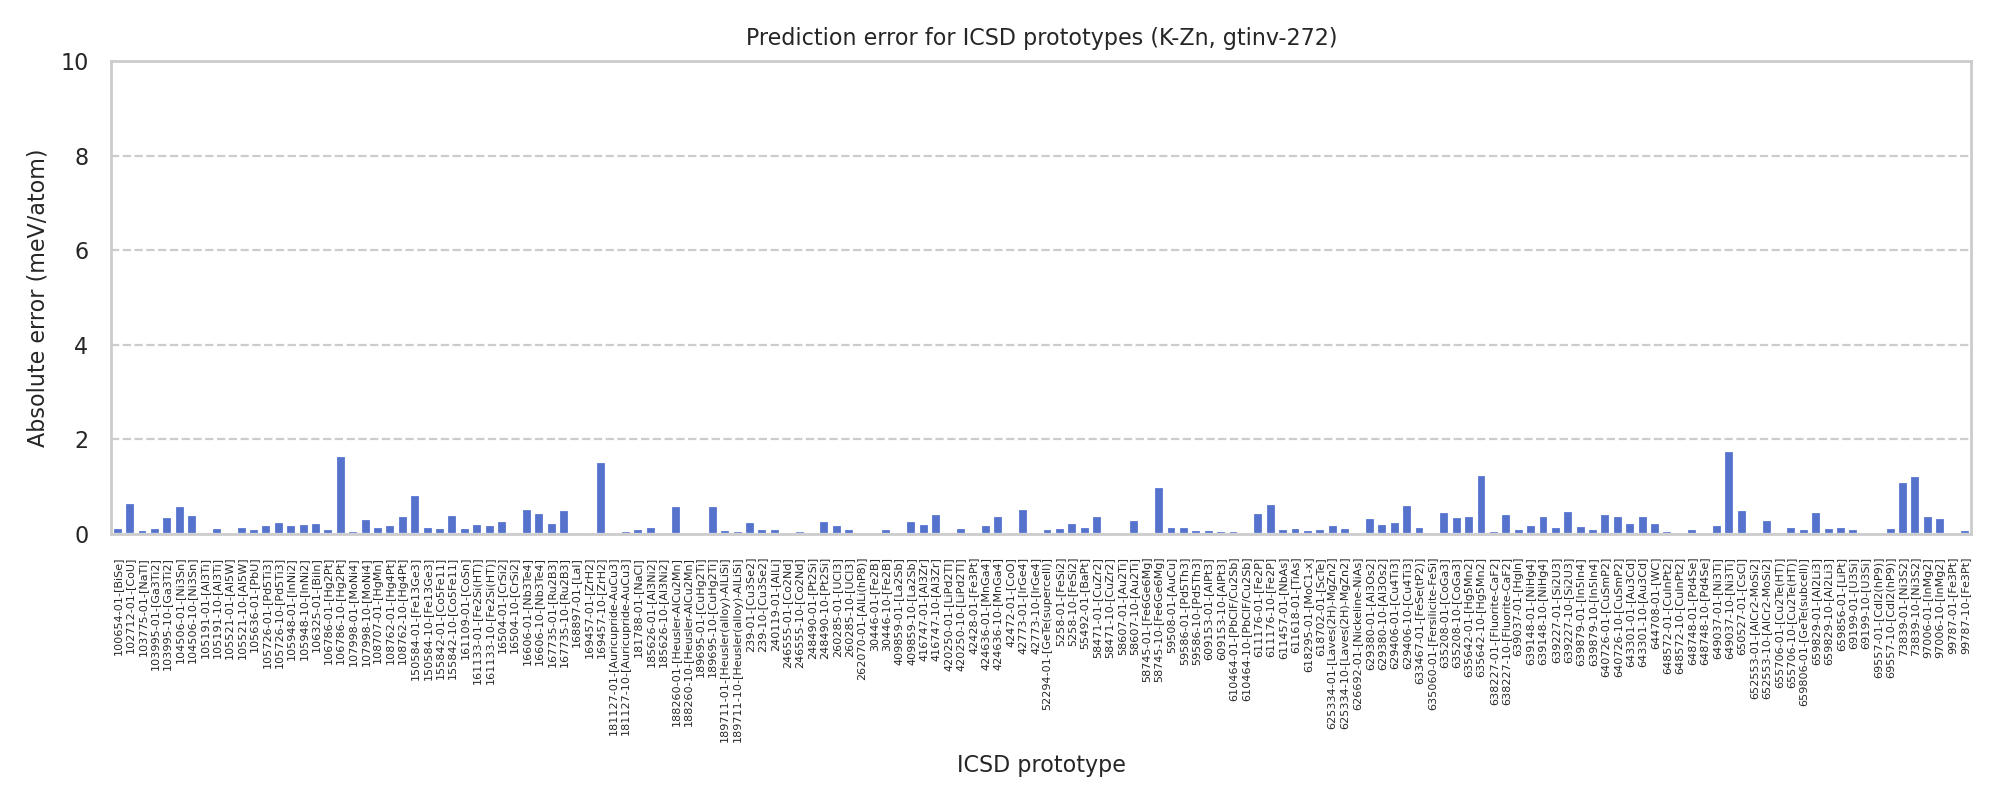 Prediction error for ICSD prototypes (K-Zn, gtinv-272)
Absolute error (meV/atom)
10
8
6
4
2
0
100654-01-[BiSe]
102712-01-[CoU]
103775-01-[NaTl]
103995-01-[Ga3Ti2]
103995-10-[Ga3Ti2]
104506-01-[Ni3Sn]
104506-10-[Ni3Sn]
105191-01-[Al3Ti]
105191-10-[Al3Ti]
105521-01-[Al5W]
105521-10-[Al5W]
105636-01-[PbU]
105726-01-[Pd5Ti3]
105726-10-[Pd5Ti3]
105948-01-[InNi2]
105948-10-[InNi2]
106325-01-[BiIn]
106786-01-[Hg2Pt]
106786-10-[Hg2Pt]
107998-01-[MoNi4]
107998-10-[MoNi4]
108707-01-[HgMn]
108762-01-[Hg4Pt]
108762-10-[Hg4Pt]
150584-01-[Fe13Ge3]
150584-10-[Fe13Ge3]
155842-01-[Co5Fe11]
155842-10-[Co5Fe11]
161109-01-[CoSn]
161133-01-[Fe2Si(HT)]
161133-10-[Fe2Si(HT)]
16504-01-[CrSi2]
16504-10-[CrSi2]
16606-01-[Nb3Te4]
16606-10-[Nb3Te4]
167735-01-[Ru2B3]
167735-10-[Ru2B3]
168897-01-[LaI]
169457-01-[ZrH2]
169457-10-[ZrH2]
181127-01-[Auricupride-AuCu3]
181127-10-[Auricupride-AuCu3]
181788-01-[NaCl]
185626-01-[Al3Ni2]
185626-10-[Al3Ni2]
188260-01-[Heusler-AlCu2Mn]
188260-10-[Heusler-AlCu2Mn]
189695-01-[CuHg2Ti]
189695-10-[CuHg2Ti]
189711-01-[Heusler(alloy)-AlLiSi]
189711-10-[Heusler(alloy)-AlLiSi]
239-01-[Cu3Se2]
239-10-[Cu3Se2]
240119-01-[AlLi]
246555-01-[Co2Nd]
246555-10-[Co2Nd]
248490-01-[Pt2Si]
248490-10-[Pt2Si]
260285-01-[UCl3]
260285-10-[UCl3]
262070-01-[AlLi(hP8)]
30446-01-[Fe2B]
30446-10-[Fe2B]
409859-01-[La2Sb]
409859-10-[La2Sb]
416747-01-[Al3Zr]
416747-10-[Al3Zr]
420250-01-[LiPd2Tl]
420250-10-[LiPd2Tl]
42428-01-[Fe3Pt]
424636-01-[MnGa4]
424636-10-[MnGa4]
42472-01-[CoO]
42773-01-[IrGe4]
42773-10-[IrGe4]
52294-01-[GeTe(supercell)]
5258-01-[FeSi2]
5258-10-[FeSi2]
55492-01-[BaPt]
58471-01-[CuZr2]
58471-10-[CuZr2]
58607-01-[Au2Ti]
58607-10-[Au2Ti]
58745-01-[Fe6Ge6Mg]
58745-10-[Fe6Ge6Mg]
59508-01-[AuCu]
59586-01-[Pd5Th3]
59586-10-[Pd5Th3]
609153-01-[AlPt3]
609153-10-[AlPt3]
610464-01-[PbClF/Cu2Sb]
610464-10-[PbClF/Cu2Sb]
611176-01-[Fe2P]
611176-10-[Fe2P]
611457-01-[NbAs]
611618-01-[TiAs]
618295-01-[MoC1-x]
618702-01-[ScTe]
625334-01-[Laves(2H)-MgZn2]
625334-10-[Laves(2H)-MgZn2]
626692-01-[Nickeline-NiAs]
629380-01-[Al3Os2]
629380-10-[Al3Os2]
629406-01-[Cu4Ti3]
629406-10-[Cu4Ti3]
633467-01-[FeSe(tP2)]
635060-01-[Fersilicite-FeSi]
635208-01-[CoGa3]
635208-10-[CoGa3]
635642-01-[Hg5Mn2]
635642-10-[Hg5Mn2]
638227-01-[Fluorite-CaF2]
638227-10-[Fluorite-CaF2]
639037-01-[HgIn]
639148-01-[NiHg4]
639148-10-[NiHg4]
639227-01-[Si2U3]
639227-10-[Si2U3]
639879-01-[In5In4]
639879-10-[In5In4]
640726-01-[CuSmP2]
640726-10-[CuSmP2]
643301-01-[Au3Cd]
643301-10-[Au3Cd]
644708-01-[WC]
648572-01-[CuInPt2]
648572-10-[CuInPt2]
648748-01-[Pd4Se]
648748-10-[Pd4Se]
649037-01-[Ni3Ti]
649037-10-[Ni3Ti]
650527-01-[CsCl]
652553-01-[AlCr2-MoSi2]
652553-10-[AlCr2-MoSi2]
655706-01-[Cu2Te(HT)]
655706-10-[Cu2Te(HT)]
659806-01-[GeTe(subcell)]
659829-01-[Al2Li3]
659829-10-[Al2Li3]
659856-01-[LiPt]
69199-01-[U3Si]
69199-10-[U3Si]
69557-01-[CdI2(hP9)]
69557-10-[CdI2(hP9)]
73839-01-[Ni3S2]
73839-10-[Ni3S2]
97006-01-[InMg2]
97006-10-[InMg2]
99787-01-[Fe3Pt]
99787-10-[Fe3Pt]
ICSD prototype